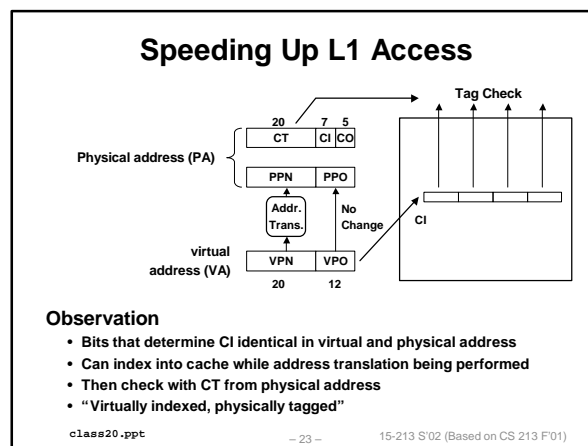 Speeding Up L1 Access
Tag Check
20 7 5
CT CI CO
Physical address (PA)
PPN PPO
Addr.
Trans.
No
Change
CI
virtual
address (VA)
VPN VPO
20 12
Observation
• Bits that determine CI identical in virtual and physical address
• Can index into cache while address translation being performed
• Then check with CT from physical address
• “Virtually indexed, physically tagged”
class20.ppt
– 23 –
15-213 S'02 (Based on CS 213 F'01)